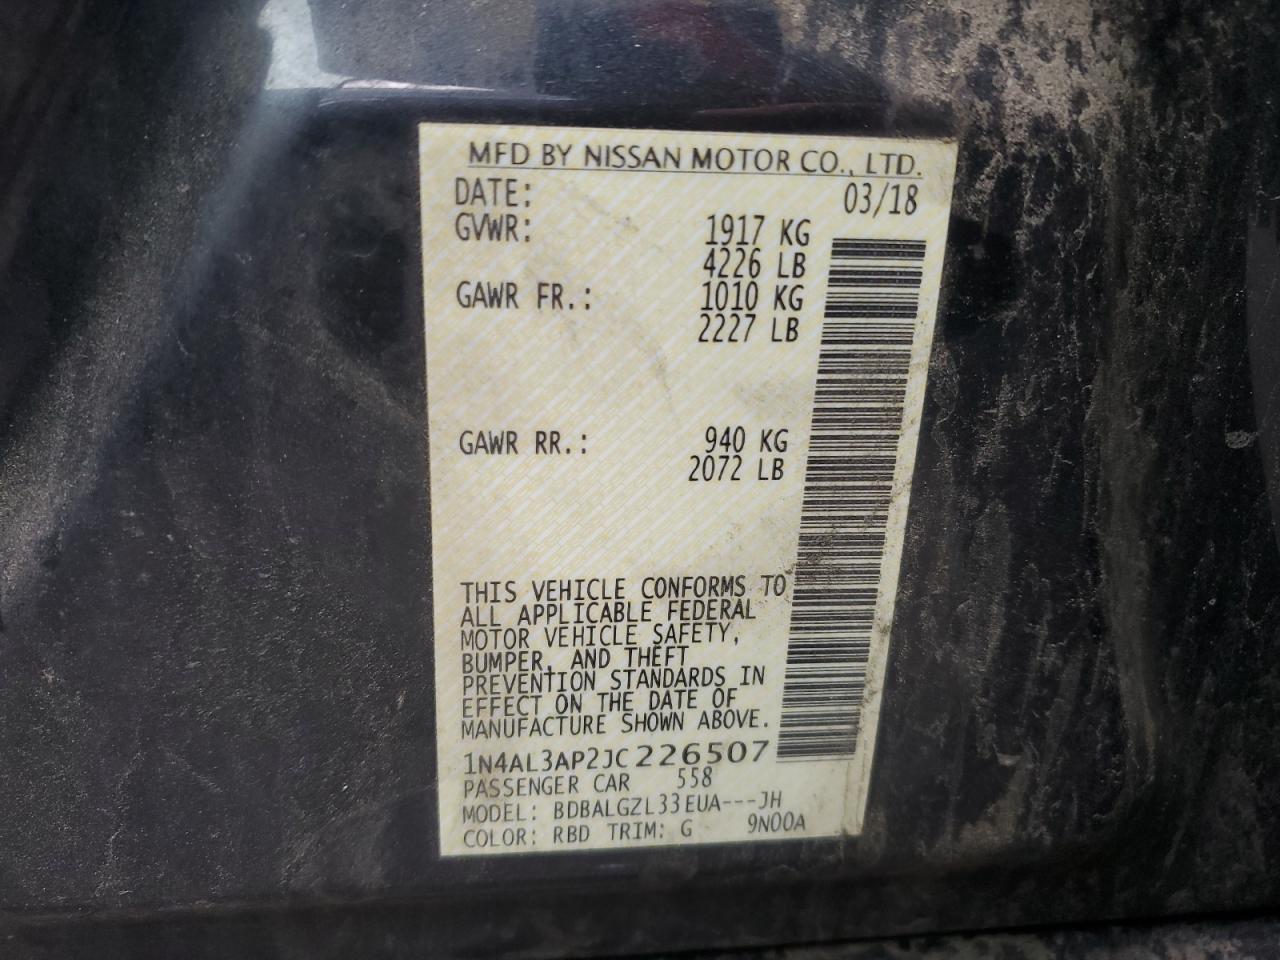 MFD BY NISSAN MOTOR CO., LTD.
DATE: 03/18
GVWR: 1917 KG
4226 LB
GAWR FR.: 1010 KG
2227 LB
GAWR RR.: 940 KG
2072 LB
THIS VEHICLE CONFORMS TO
ALL APPLICABLE FEDERAL
MOTOR VEHICLE SAFETY,
BUMPER, AND THEFT
PREVENTION STANDARDS IN
EFFECT ON THE DATE OF
MANUFACTURE SHOWN ABOVE.
1N4AL3AP2JC226507
PASSENGER CAR 558
MODEL: BDBALGZL33EUA---JH
COLOR: RBD TRIM: G 9N00A